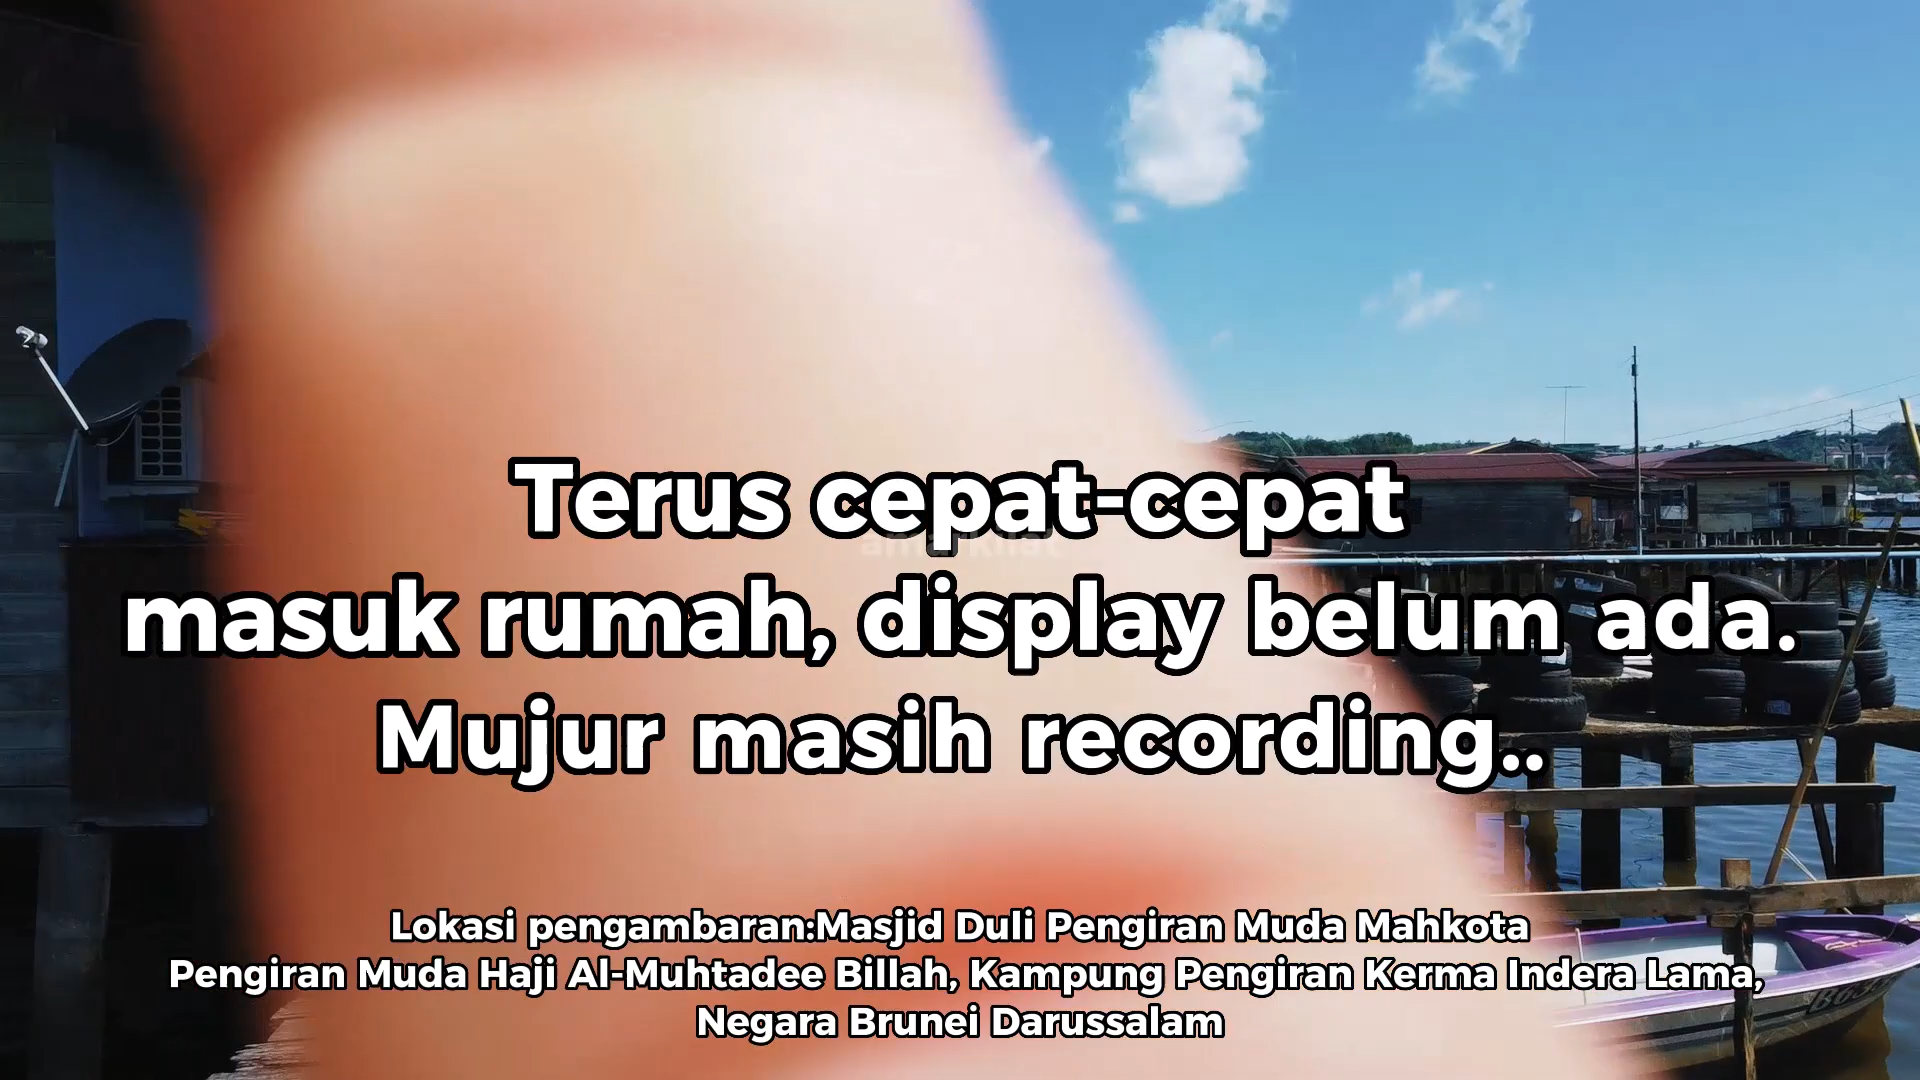 Terus cepat-cepat
masuk rumah, display belum ada.
Mujur masih recording..
Lokasi pengambaran:Masjid Duli Pengiran Muda Mahkota
Pengiran Muda Haji Al-Muhtadee Billah, Kampung Pengiran Kerma Indera Lama,
Negara Brunei Darussalam